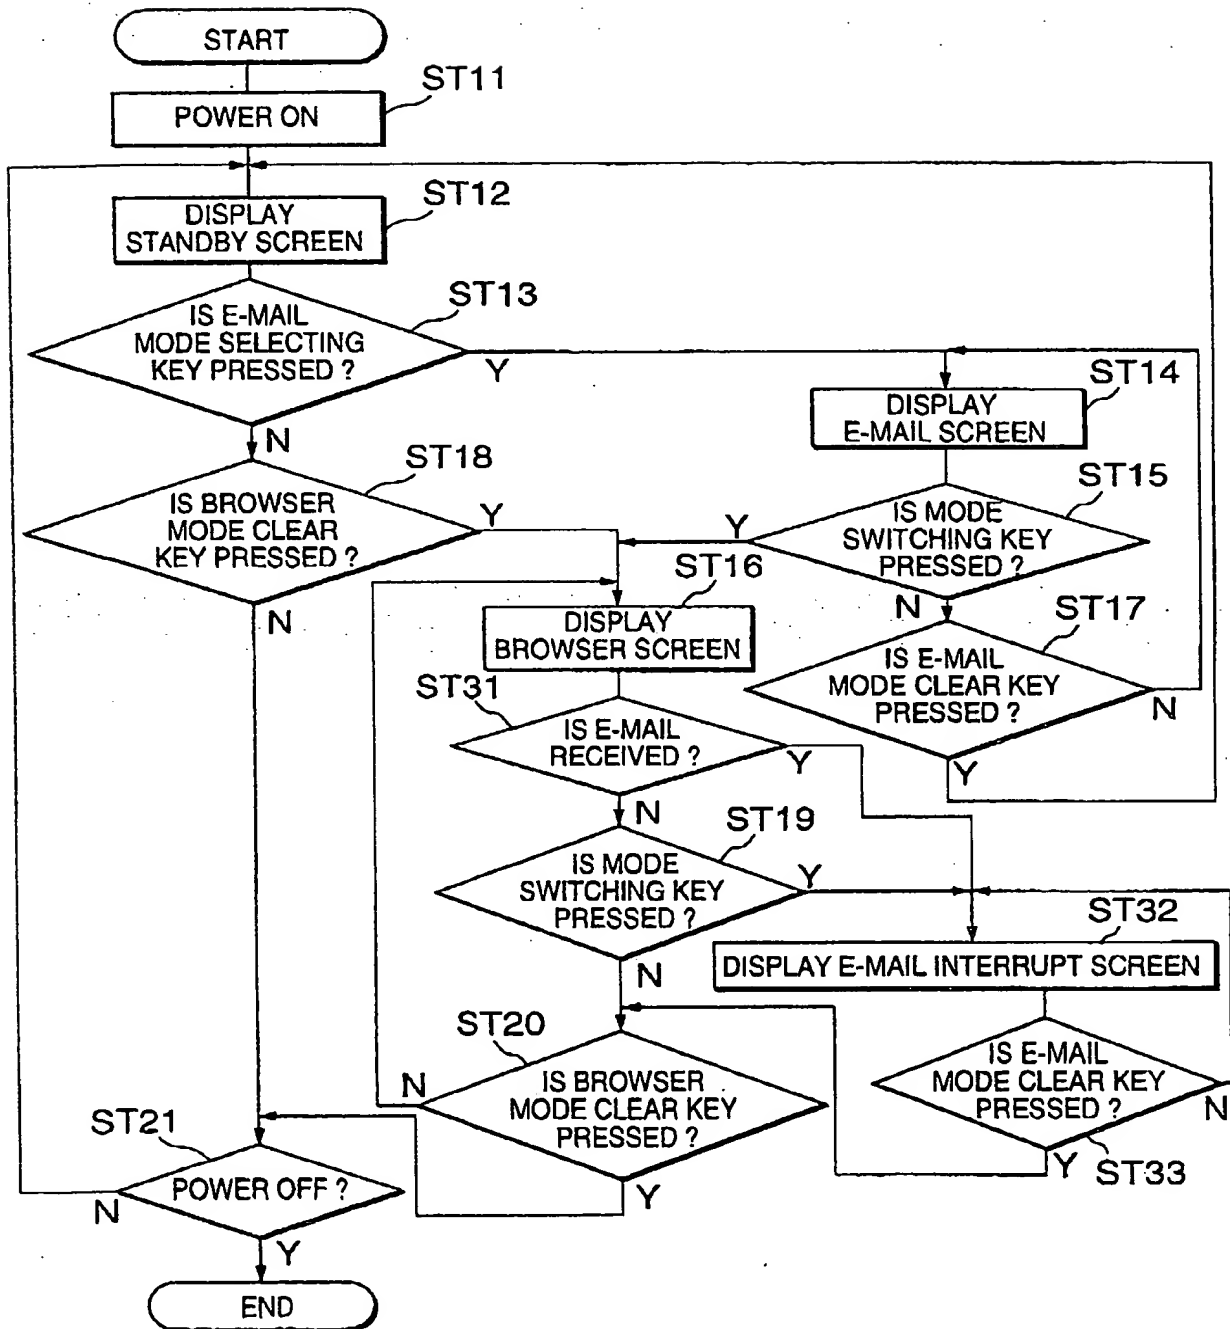 START
ST11
POWER ON
ST12
DISPLAY
STANDBY SCREEN
ST13
IS E-MAIL
MODE SELECTING
KEY PRESSED ?
Y
N
ST14
DISPLAY
E-MAIL SCREEN
ST18
IS BROWSER
MODE CLEAR
KEY PRESSED ?
Y
N
ST15
IS MODE
SWITCHING KEY
PRESSED ?
Y
N
ST16
DISPLAY
BROWSER SCREEN
ST17
IS E-MAIL
MODE CLEAR KEY
PRESSED ?
N
Y
ST31
IS E-MAIL
RECEIVED ?
Y
N
ST19
IS MODE
SWITCHING KEY
PRESSED ?
Y
N
ST32
DISPLAY E-MAIL INTERRUPT SCREEN
ST20
IS BROWSER
MODE CLEAR KEY
PRESSED ?
N
Y
IS E-MAIL
MODE CLEAR KEY
PRESSED ?
N
Y
ST33
ST21
POWER OFF ?
N
Y
END